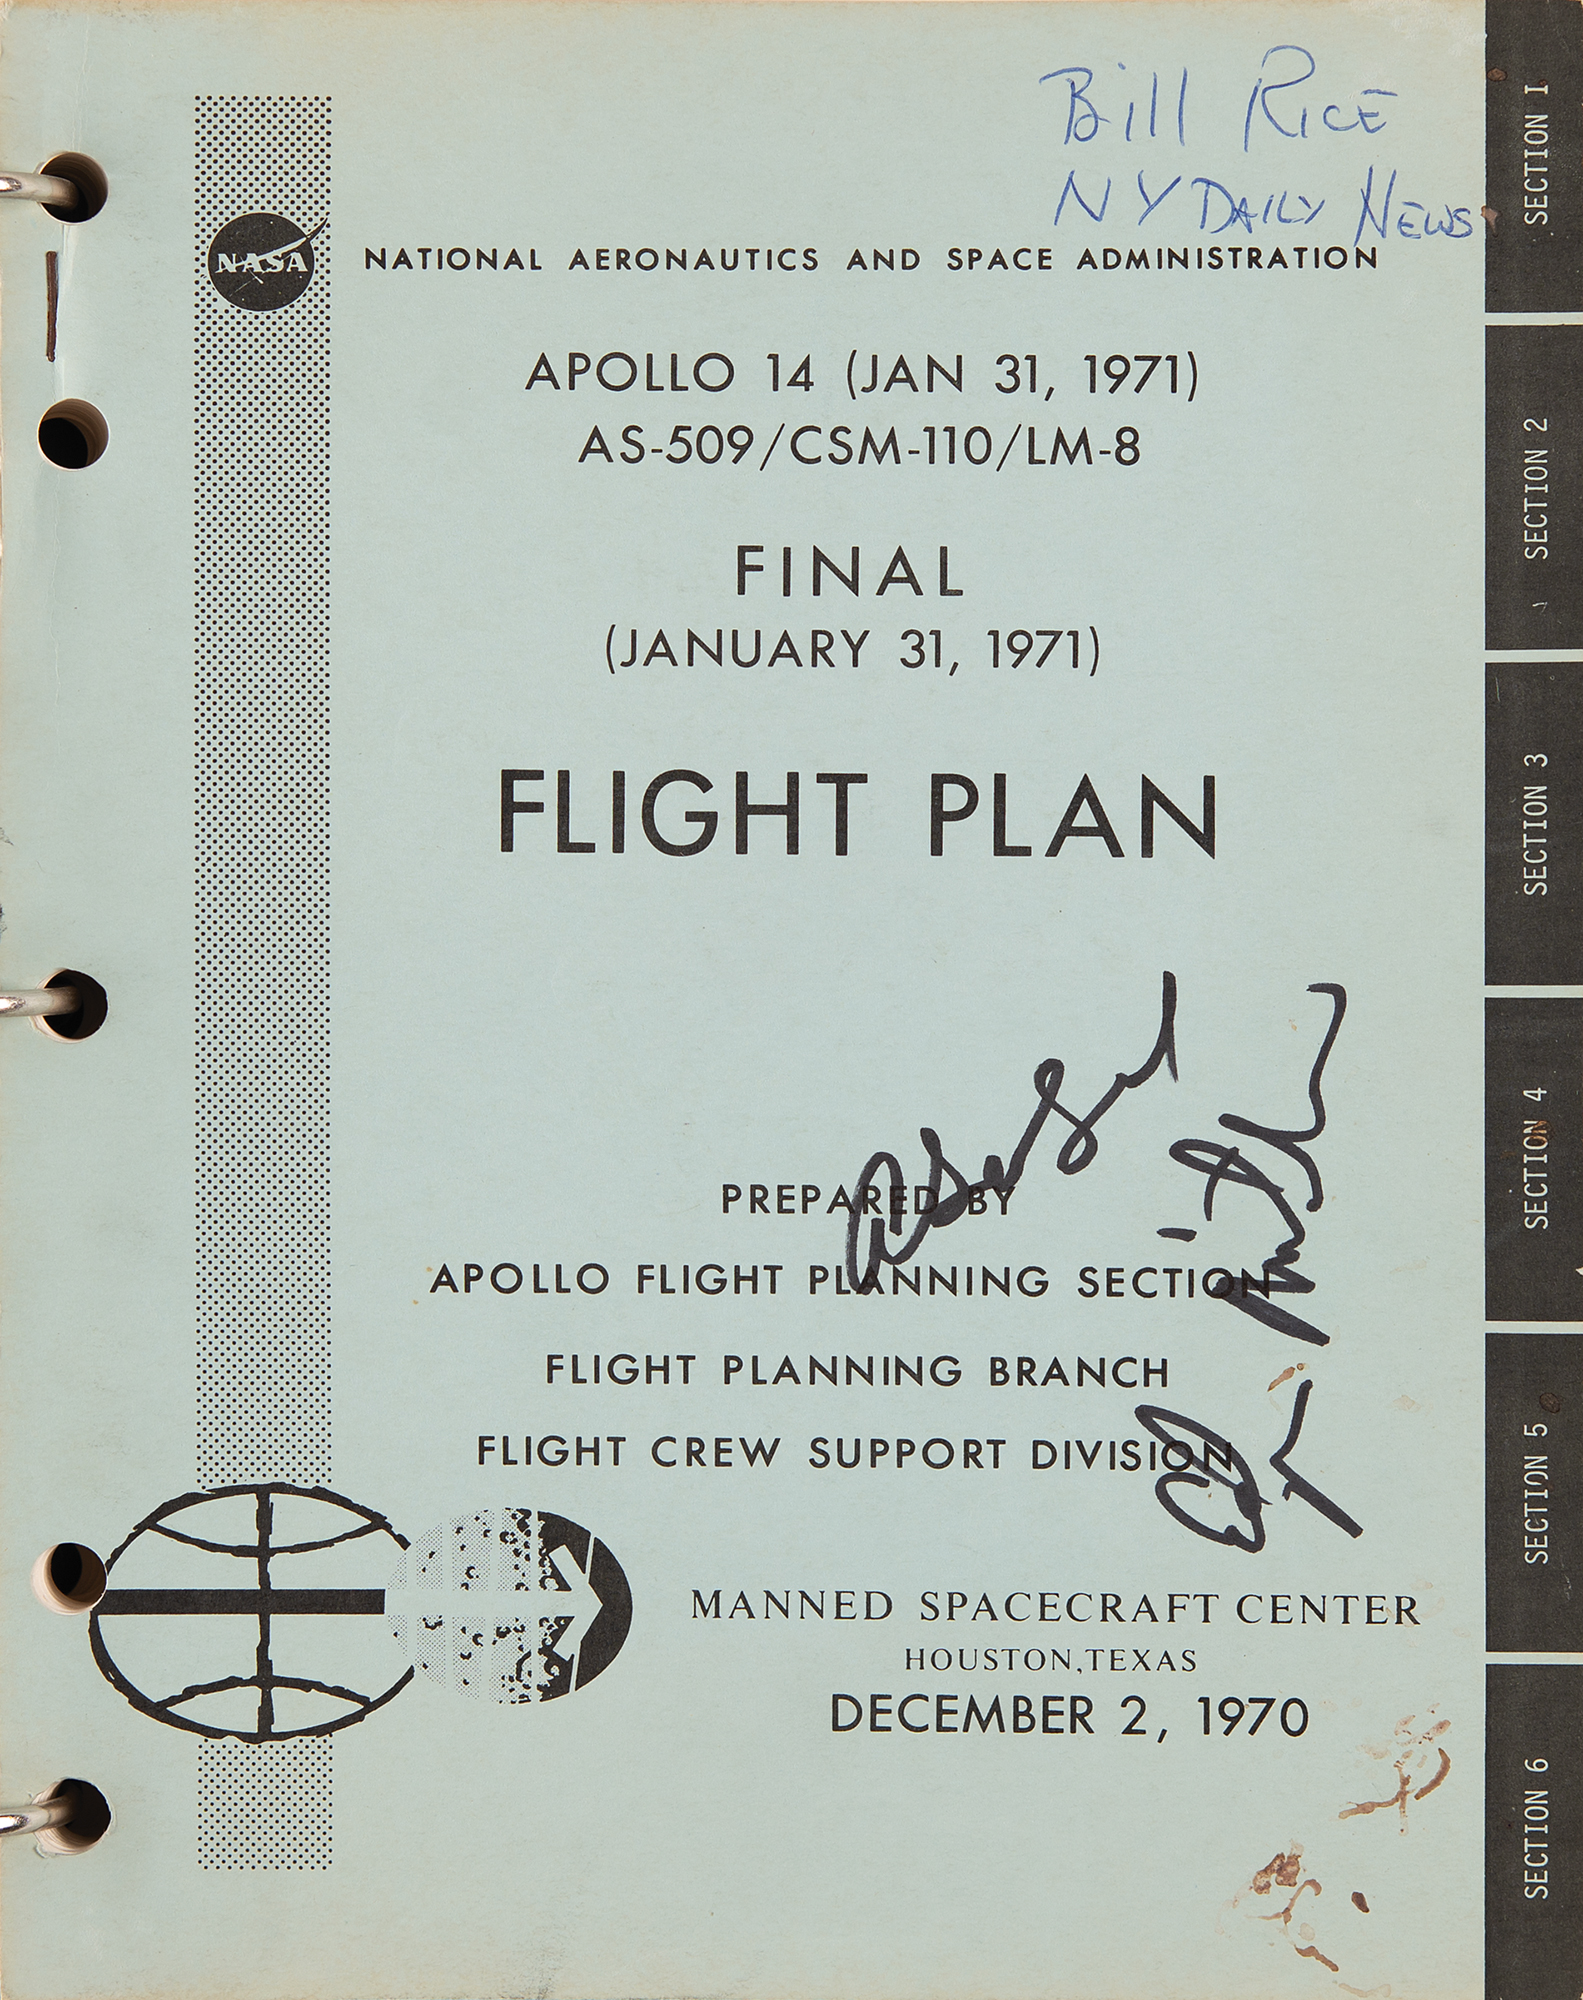 Bill RICE
NY DAILY NEWS
NASA
NATIONAL AERONAUTICS AND SPACE ADMINISTRATION
APOLLO 14 (JAN 31, 1971)
AS-509/CSM-110/LM-8
FINAL
(JANUARY 31, 1971)
FLIGHT PLAN
PREPARED BY
APOLLO FLIGHT PLANNING SECTION
FLIGHT PLANNING BRANCH
FLIGHT CREW SUPPORT DIVISION
MANNED SPACECRAFT CENTER
HOUSTON, TEXAS
DECEMBER 2, 1970
SECTION 1
SECTION 2
SECTION 3
SECTION 4
SECTION 5
SECTION 6